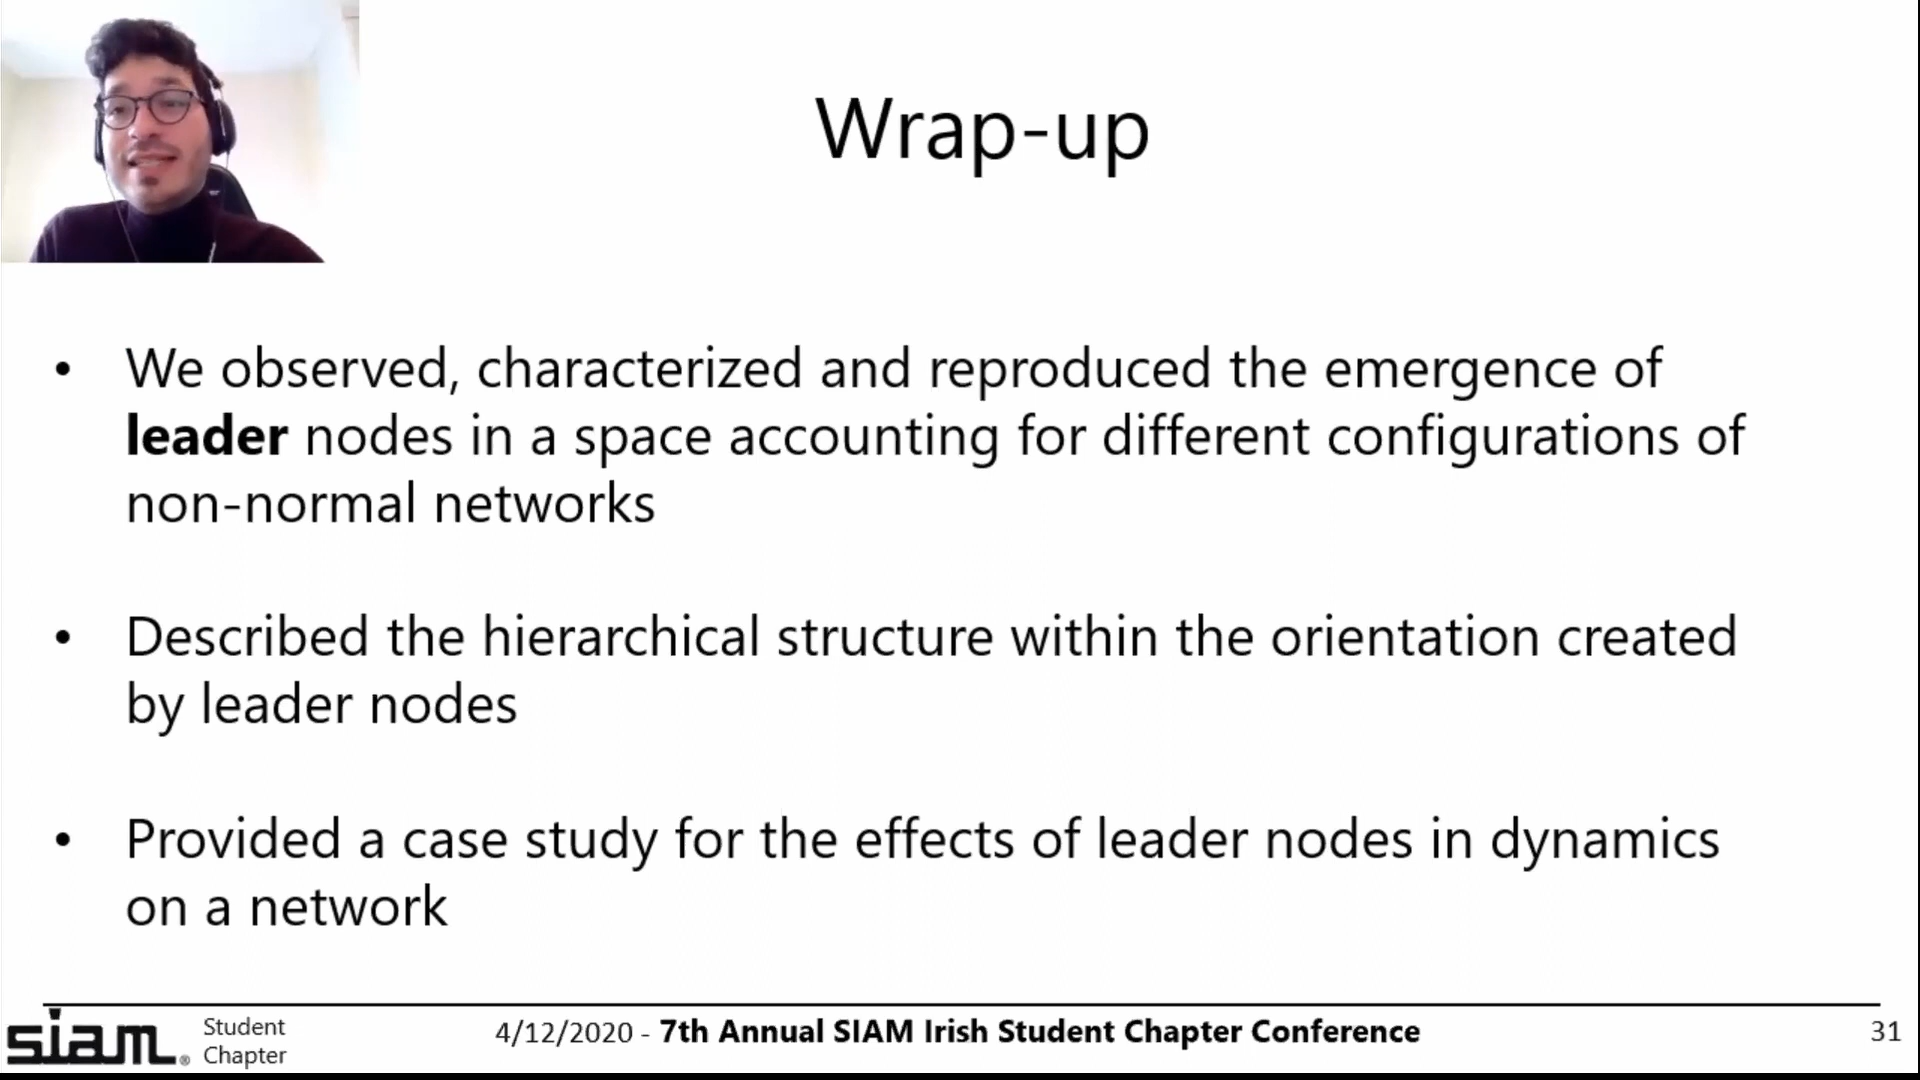 Wrap-up
• We observed, characterized and reproduced the emergence of
leader nodes in a space accounting for different configurations of
non-normal networks
• Described the hierarchical structure within the orientation created
by leader nodes
• Provided a case study for the effects of leader nodes in dynamics
on a network
siam® Student
Chapter
4/12/2020 - 7th Annual SIAM Irish Student Chapter Conference
31